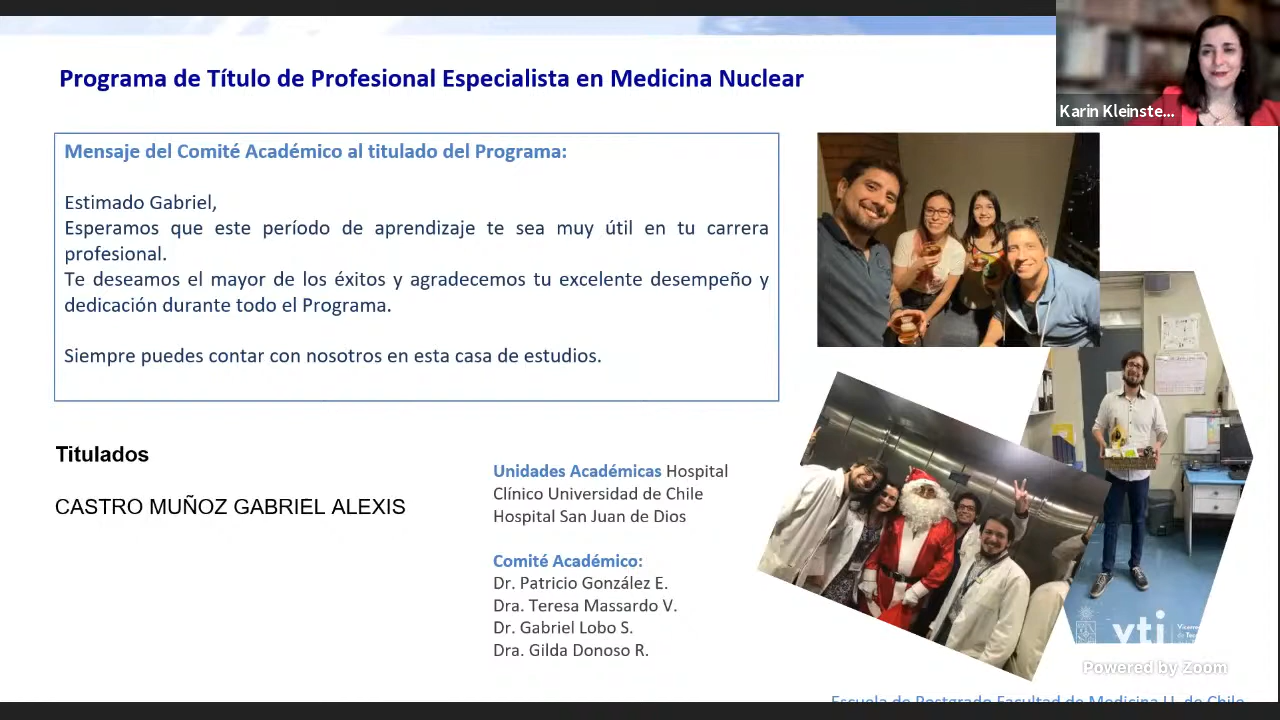 Programa de Título de Profesional Especialista en Medicina Nuclear
Karin Kleinste...
Mensaje del Comité Académico al titulado del Programa:
Estimado Gabriel,
Esperamos que este período de aprendizaje te sea muy útil en tu carrera
profesional.
Te deseamos el mayor de los éxitos y agradecemos tu excelente desempeño y
dedicación durante todo el Programa.
Siempre puedes contar con nosotros en esta casa de estudios.
Titulados
CASTRO MUÑOZ GABRIEL ALEXIS
Unidades Académicas Hospital
Clínico Universidad de Chile
Hospital San Juan de Dios
Comité Académico:
Dr. Patricio González E.
Dra. Teresa Massardo V.
Dr. Gabriel Lobo S.
Dra. Gilda Donoso R.
vti
Powered by Zoom
Escuela de Postgrado Facultad de Medicina U. de Chile